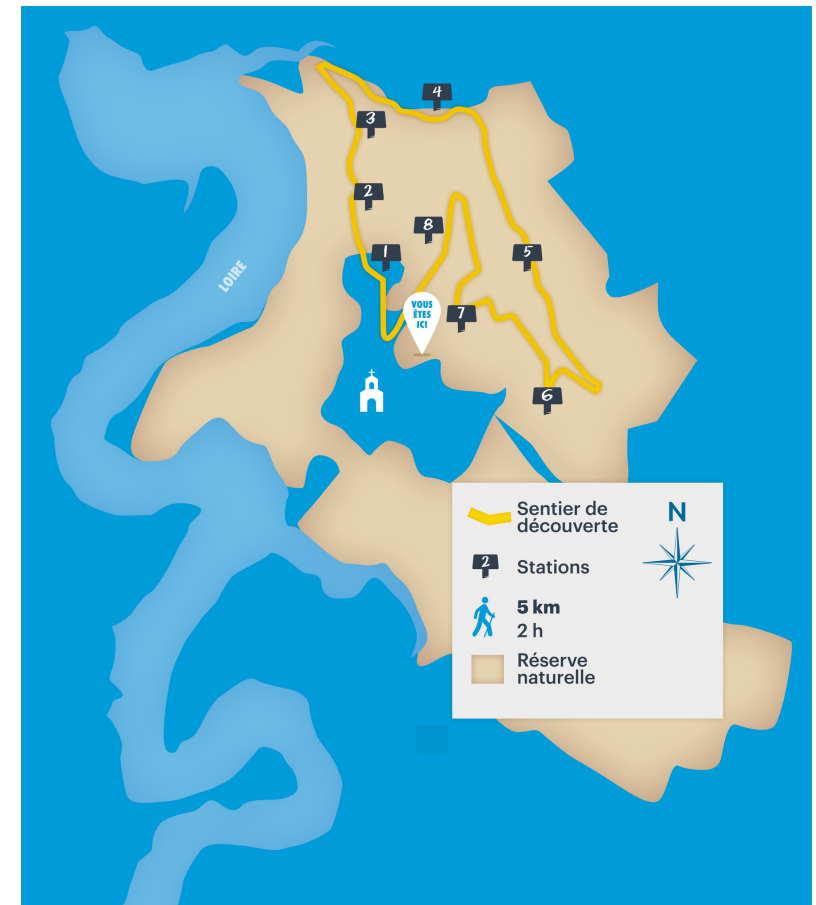 4
3
2
8
1
5
LOIRE
VOUS
ÊTES
ICI
7
6
Sentier de
découverte
N
2
Stations
5 km
2 h
Réserve
naturelle